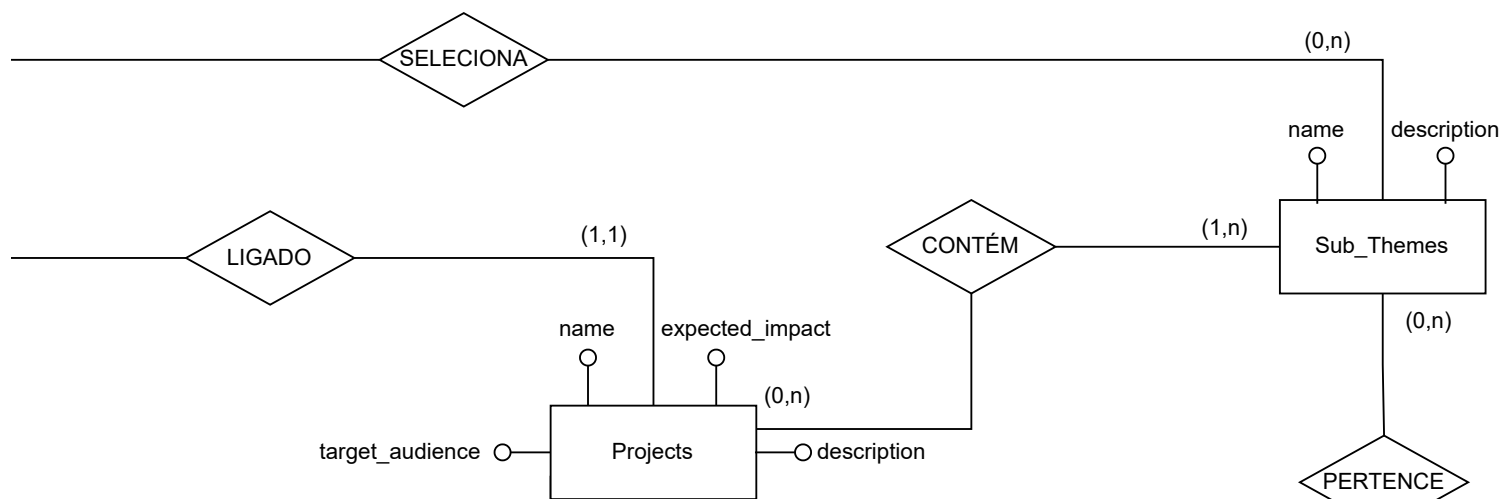 (0,n)
SELECIONA
name
description
(1,1)
(1,n)
LIGADO
CONTÉM
Sub_Themes
(0,n)
name
expected_impact
(0,n)
target_audience
Projects
description
PERTENCE